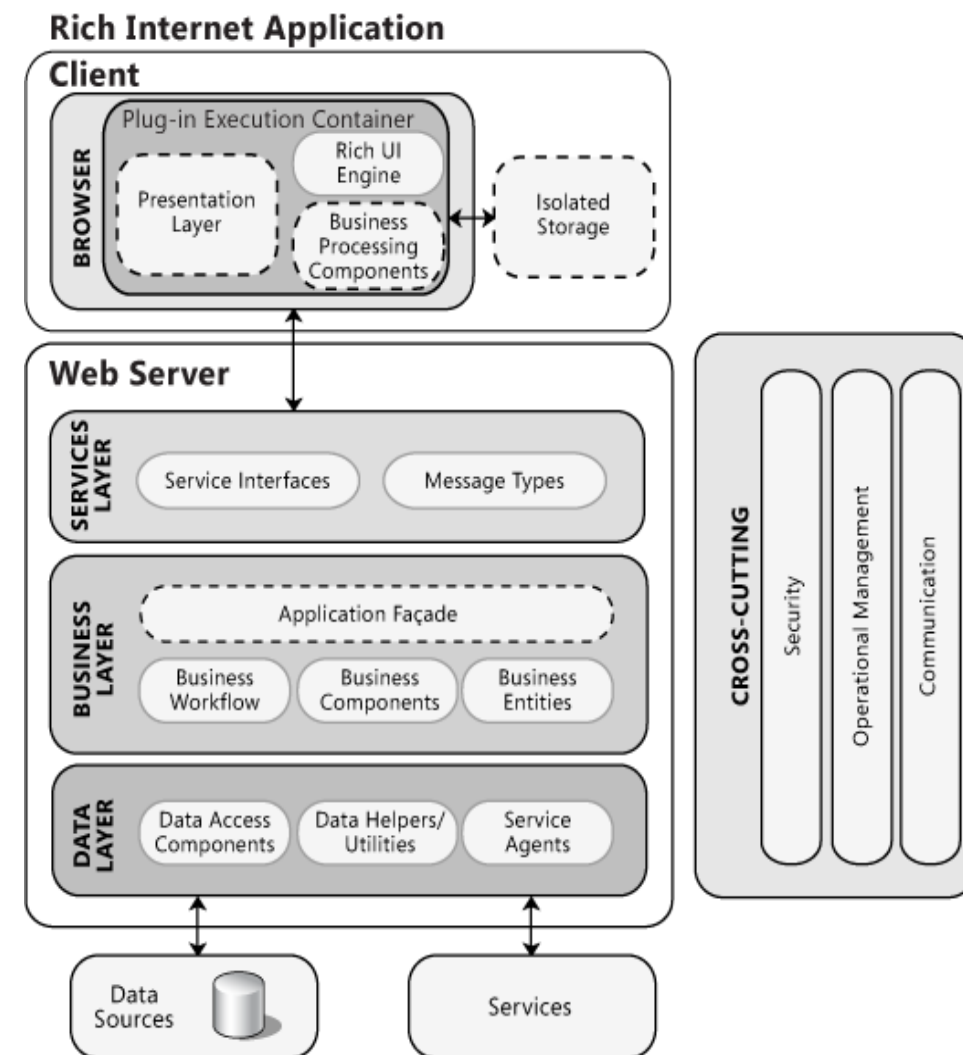 Rich Internet Application
Client
BROWSER
Plug-in Execution Container
Presentation
Layer
Rich UI
Engine
Business
Processing
Components
Isolated
Storage
Web Server
SERVICES
LAYER
Service Interfaces
Message Types
BUSINESS
LAYER
Application Façade
Business
Workflow
Business
Components
Business
Entities
DATA
LAYER
Data Access
Components
Data Helpers/
Utilities
Service
Agents
CROSS-CUTTING
Security
Operational Management
Communication
Data
Sources
Services